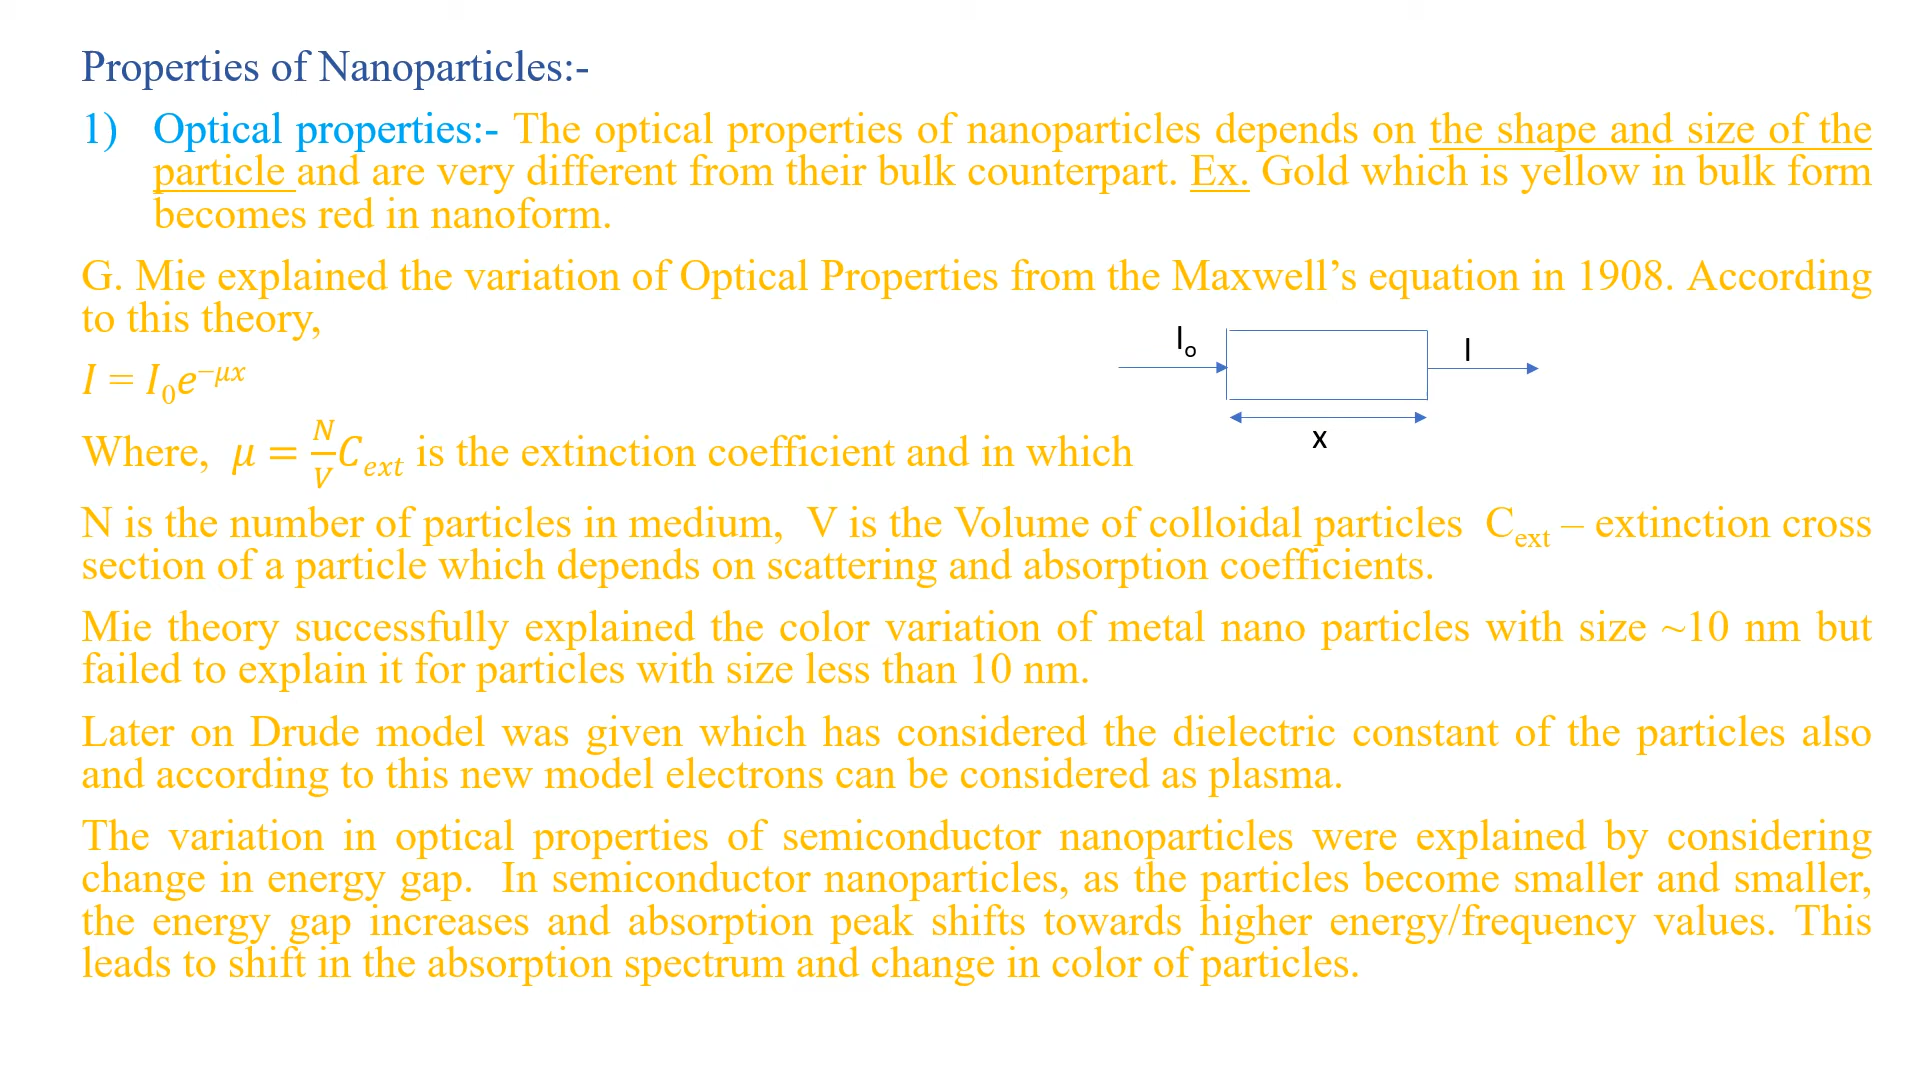 Properties of Nanoparticles:-
1) Optical properties:- The optical properties of nanoparticles depends on the shape and size of the
particle and are very different from their bulk counterpart. Ex. Gold which is yellow in bulk form
becomes red in nanoform.
G. Mie explained the variation of Optical Properties from the Maxwell’s equation in 1908. According
to this theory,
I₀
I
I = I₀e^{−μx}
x
Where, μ = N/V C_{ext} is the extinction coefficient and in which
N is the number of particles in medium, V is the Volume of colloidal particles C_{ext} – extinction cross
section of a particle which depends on scattering and absorption coefficients.
Mie theory successfully explained the color variation of metal nano particles with size ~10 nm but
failed to explain it for particles with size less than 10 nm.
Later on Drude model was given which has considered the dielectric constant of the particles also
and according to this new model electrons can be considered as plasma.
The variation in optical properties of semiconductor nanoparticles were explained by considering
change in energy gap. In semiconductor nanoparticles, as the particles become smaller and smaller,
the energy gap increases and absorption peak shifts towards higher energy/frequency values. This
leads to shift in the absorption spectrum and change in color of particles.